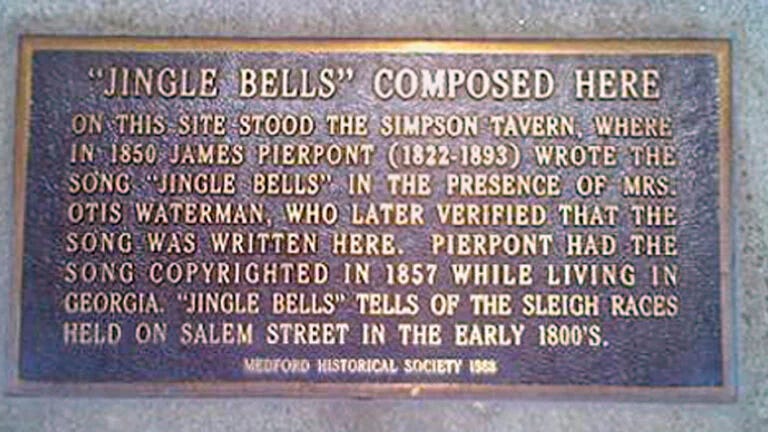 "JINGLE BELLS" COMPOSED HERE
ON THIS SITE STOOD THE SIMPSON TAVERN, WHERE
IN 1850 JAMES PIERPONT (1822-1893) WROTE THE
SONG "JINGLE BELLS" IN THE PRESENCE OF MRS.
OTIS WATERMAN, WHO LATER VERIFIED THAT THE
SONG WAS WRITTEN HERE. PIERPONT HAD THE
SONG COPYRIGHTED IN 1857 WHILE LIVING IN
GEORGIA. "JINGLE BELLS" TELLS OF THE SLEIGH RACES
HELD ON SALEM STREET IN THE EARLY 1800'S.
MEDFORD HISTORICAL SOCIETY